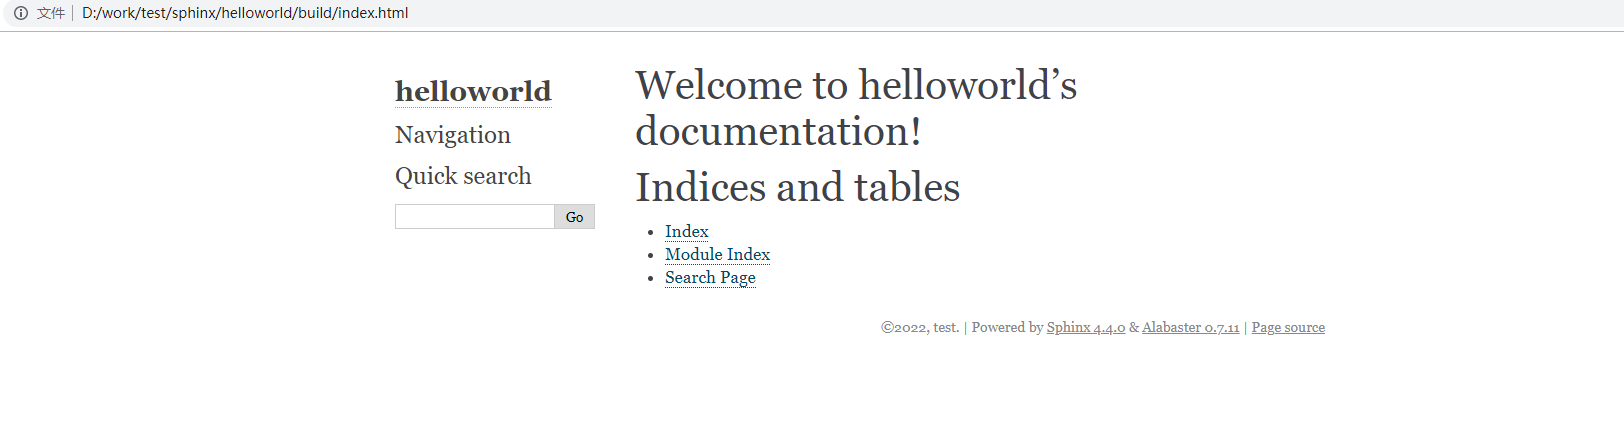 文件 D:/work/test/sphinx/helloworld/build/index.html
helloworld
Navigation
Quick search
Go
Welcome to helloworld’s
documentation!
Indices and tables
Index
Module Index
Search Page
©2022, test. | Powered by Sphinx 4.4.0 & Alabaster 0.7.11 | Page source